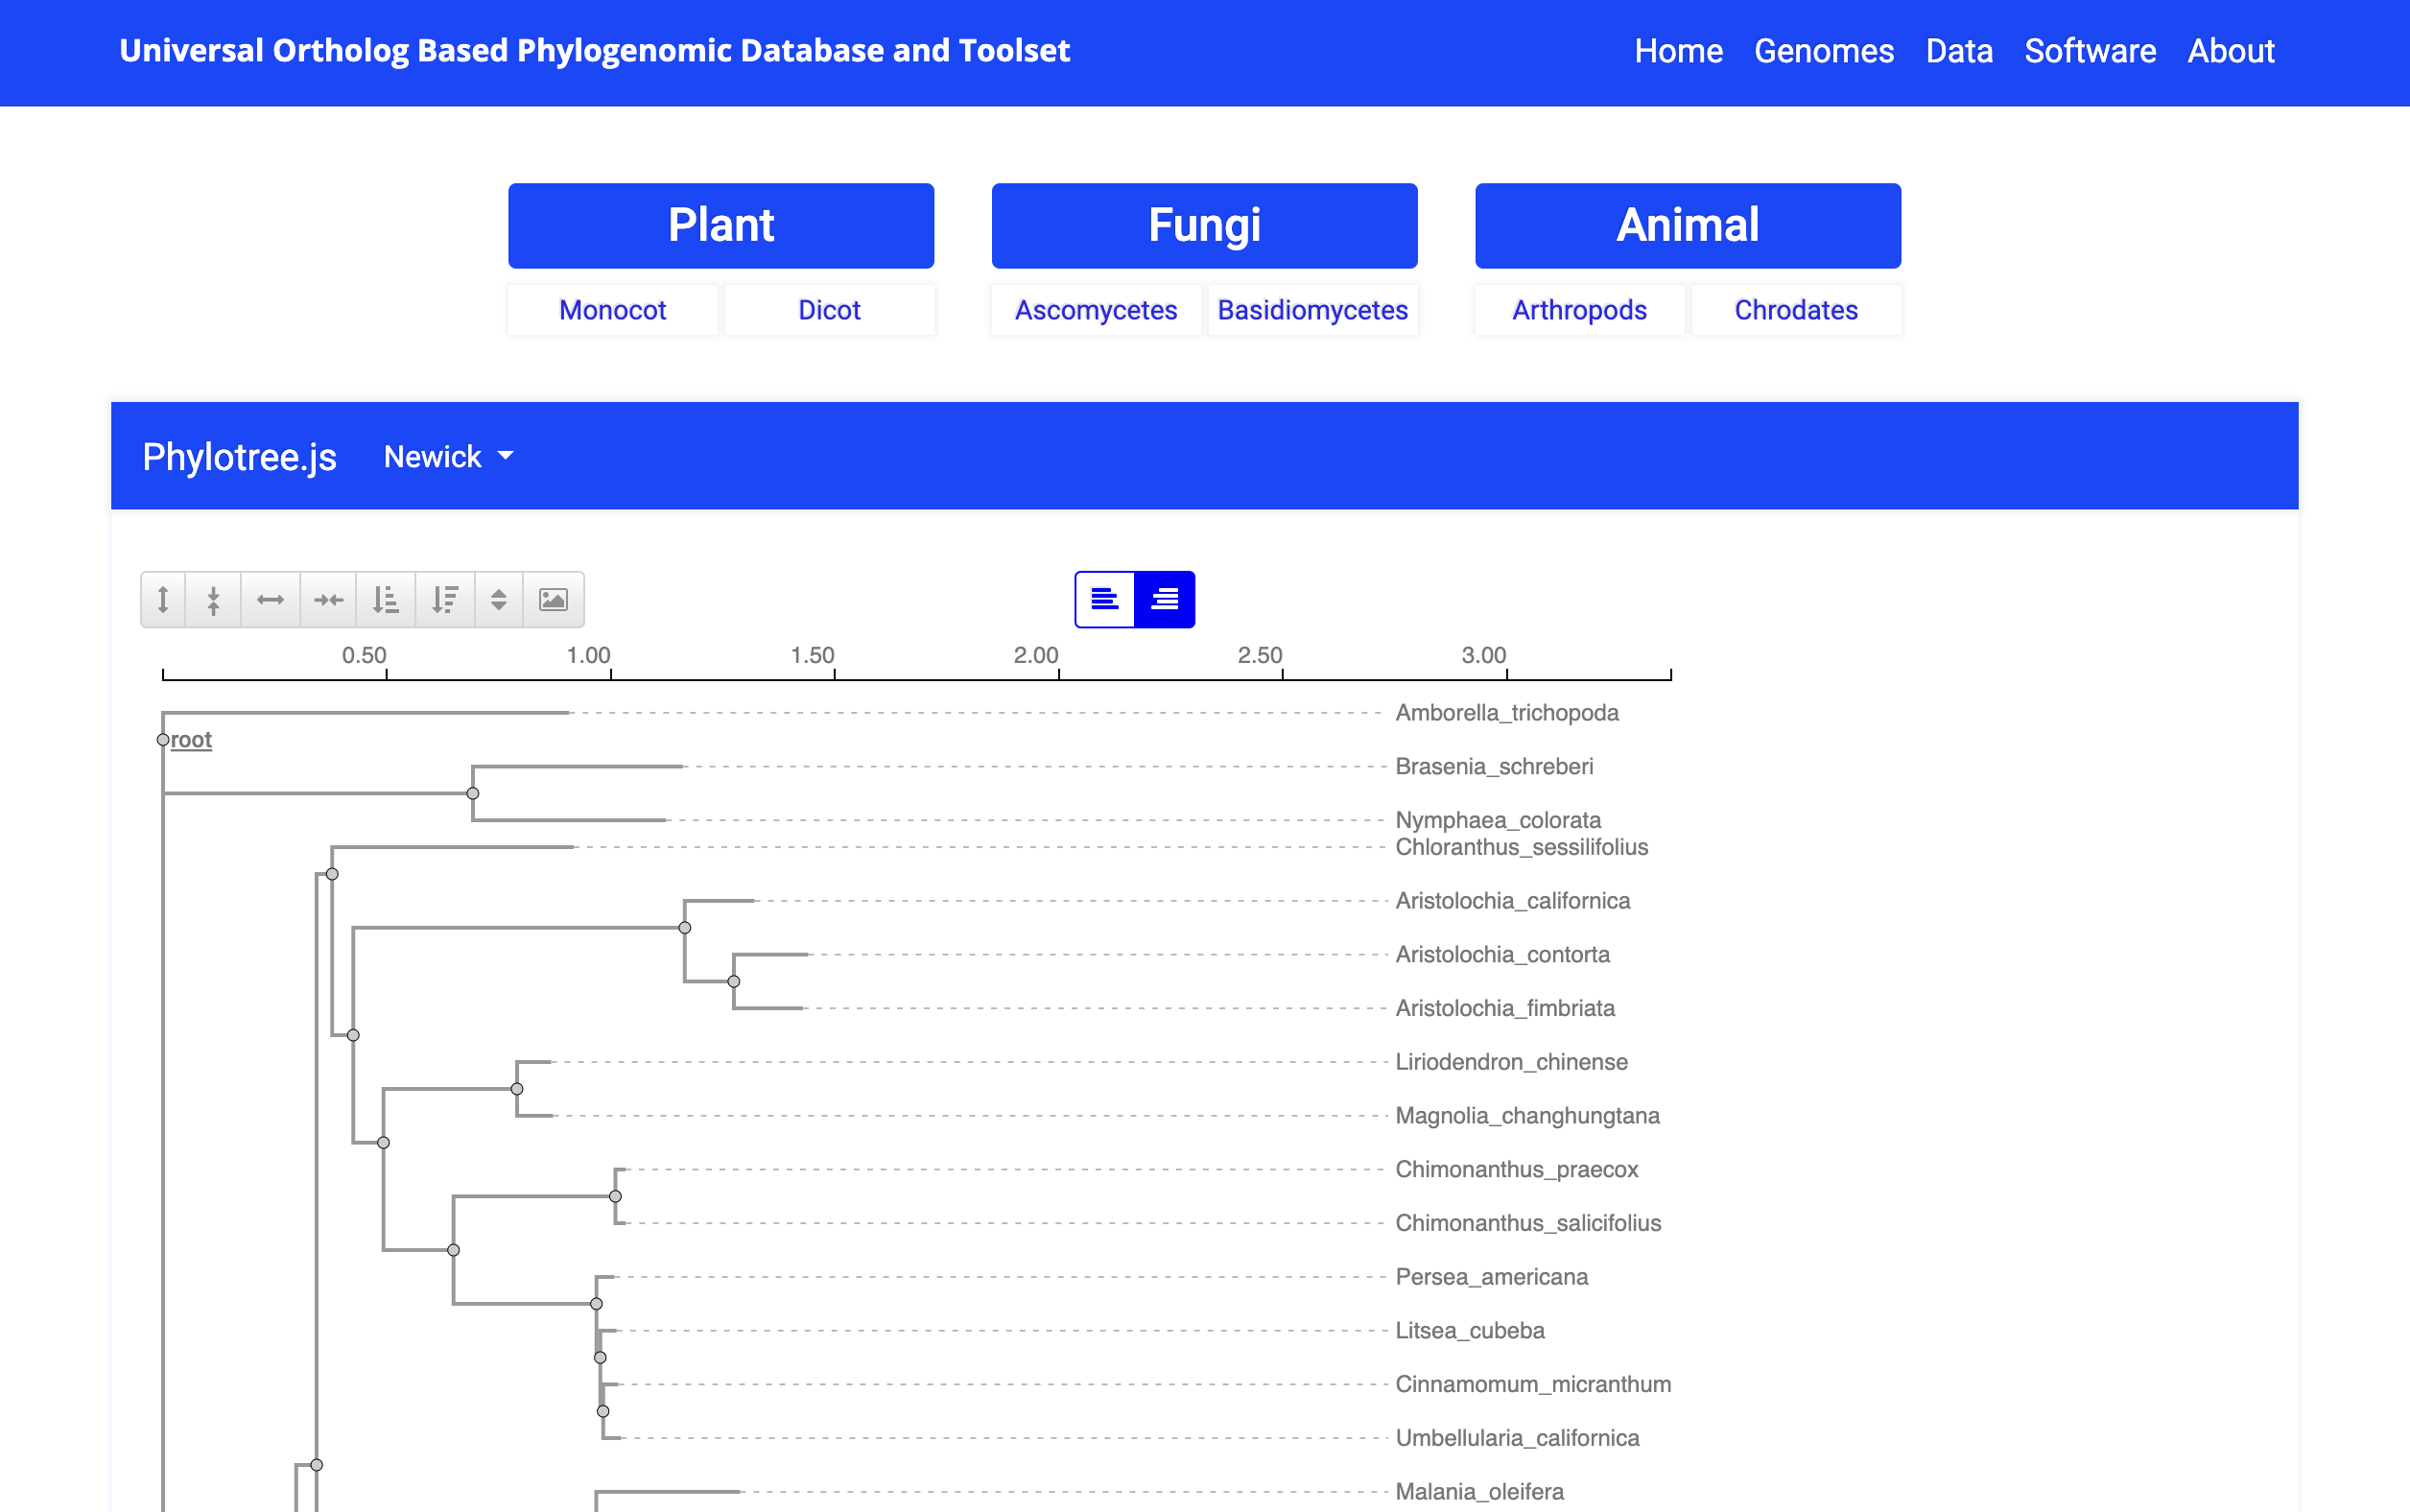 Universal Ortholog Based Phylogenomic Database and Toolset
Home Genomes Data Software About
Plant Fungi Animal
Monocot Dicot Ascomycetes Basidiomycetes Arthropods Chrodates
Phylotree.js Newick
0.50 1.00 1.50 2.00 2.50 3.00
Amborella_trichopoda
root
Brasenia_schreberi
Nymphaea_colorata
Chloranthus_sessilifolius
Aristolochia_californica
Aristolochia_contorta
Aristolochia_fimbriata
Liriodendron_chinense
Magnolia_changhungtana
Chimonanthus_praecox
Chimonanthus_salicifolius
Persea_americana
Litsea_cubeba
Cinnamomum_micranthum
Umbellularia_californica
Malania_oleifera